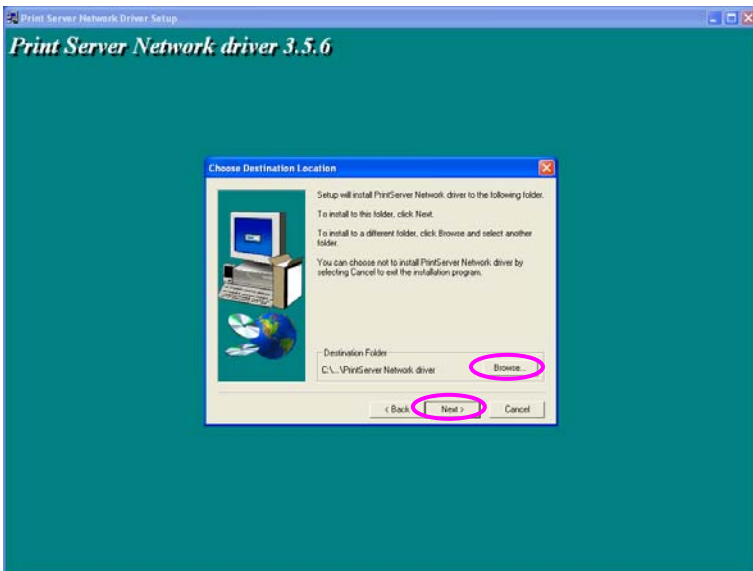 Print Server Network Driver Setup
Print Server Network driver 3.5.6
Choose Destination Location
Setup will install PrintServer Network driver to the following folder.
To install to this folder, click Next.
To install to a different folder, click Browse and select another
folder.
You can choose not to install PrintServer Network driver by
selecting Cancel to exit the installation program.
Destination Folder
C:\...\PrintServer Network driver
Browse...
< Back
Next >
Cancel